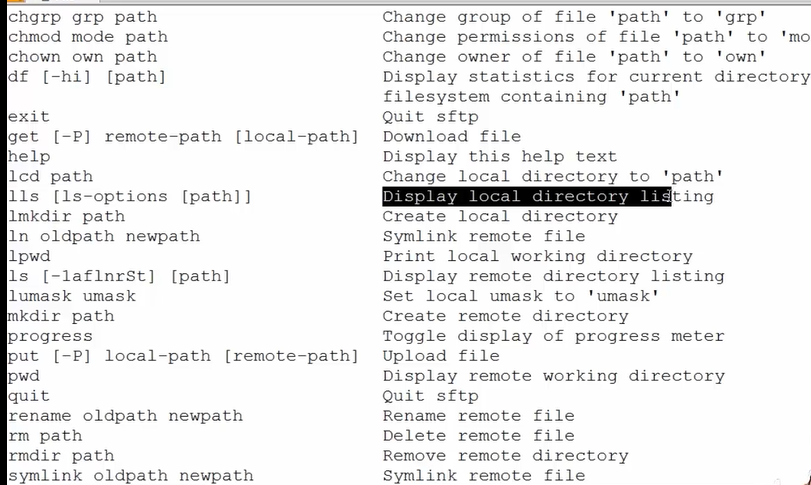 chgrp grp path Change group of file 'path' to 'grp'
chmod mode path Change permissions of file 'path' to 'mo
chown own path Change owner of file 'path' to 'own'
df [-hi] [path] Display statistics for current directory
filesystem containing 'path'
exit Quit sftp
get [-P] remote-path [local-path] Download file
help Display this help text
lcd path Change local directory to 'path'
lls [ls-options [path]] Display local directory listing
lmkdir path Create local directory
ln oldpath newpath Symlink remote file
lpwd Print local working directory
ls [-1aflnrSt] [path] Display remote directory listing
lumask umask Set local umask to 'umask'
mkdir path Create remote directory
progress Toggle display of progress meter
put [-P] local-path [remote-path] Upload file
pwd Display remote working directory
quit Quit sftp
rename oldpath newpath Rename remote file
rm path Delete remote file
rmdir path Remove remote directory
symlink oldpath newpath Symlink remote file